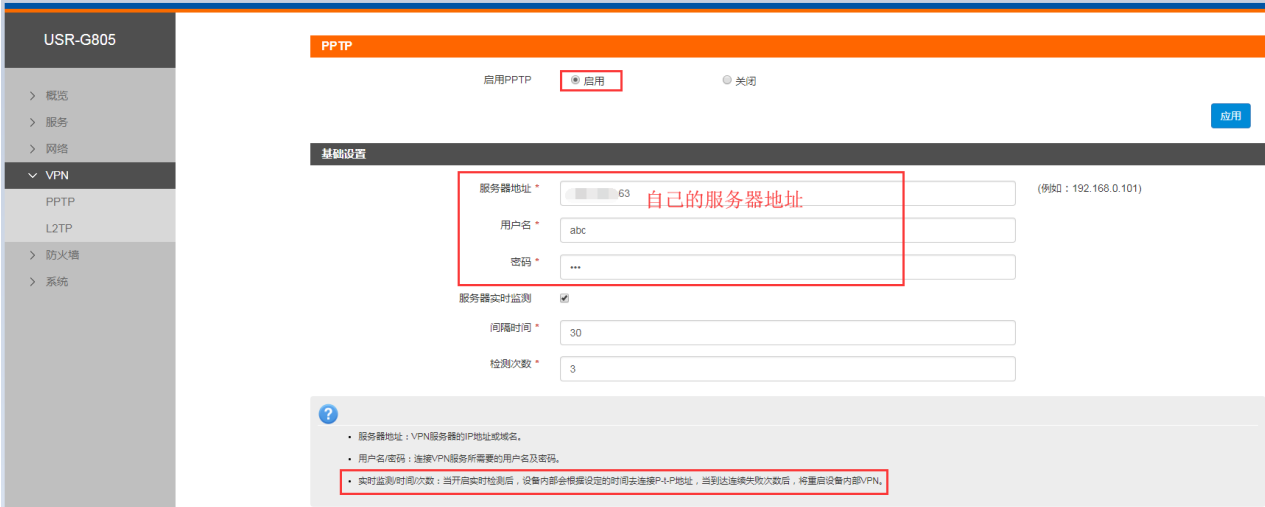 USR-G805
概览
服务
网络
VPN
PPTP
L2TP
防火墙
系统
PPTP
启用PPTP 启用 关闭
应用
基础设置
服务器地址 * 63 自己的服务器地址 (例如：192.168.0.101)
用户名 * abc
密码 * •••
服务器实时监测
间隔时间 * 30
检测次数 * 3
?
• 服务器地址：VPN服务器的IP地址或域名。
• 用户名/密码：连接VPN服务所需要的用户名及密码。
• 实时监测/时间/次数：当开启实时检测后，设备内部会根据设定的时间去连接P-t-P地址，当到达连续失败次数后，将重启设备内部VPN。